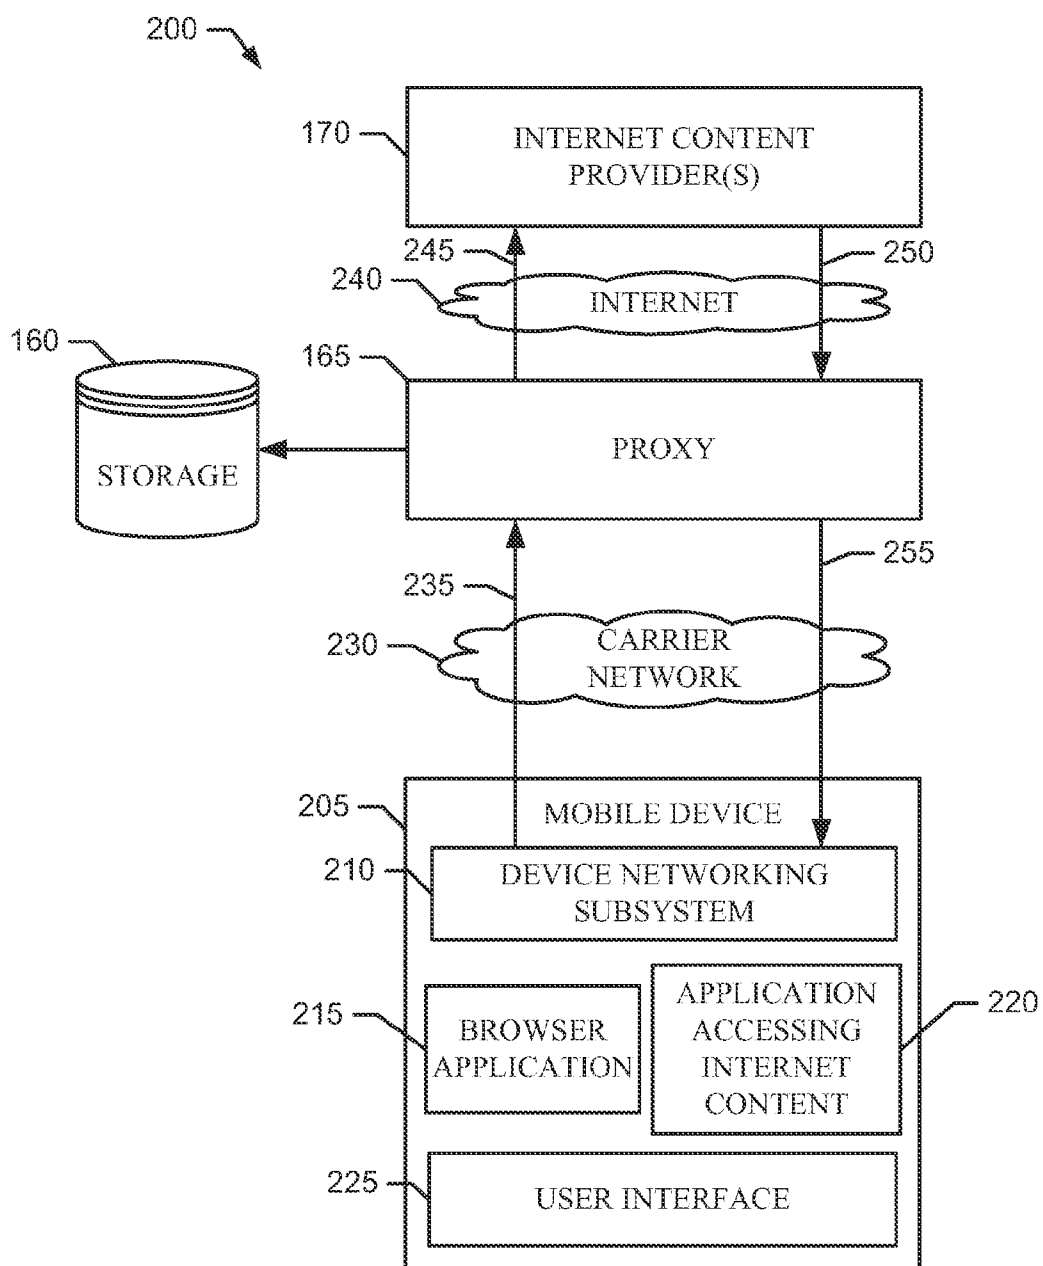 200
170
INTERNET CONTENT
PROVIDER(S)
245
250
240
INTERNET
160
165
STORAGE
PROXY
235
255
230
CARRIER
NETWORK
205
MOBILE DEVICE
210
DEVICE NETWORKING
SUBSYSTEM
215
BROWSER
APPLICATION
APPLICATION
ACCESSING
INTERNET
CONTENT
220
225
USER INTERFACE